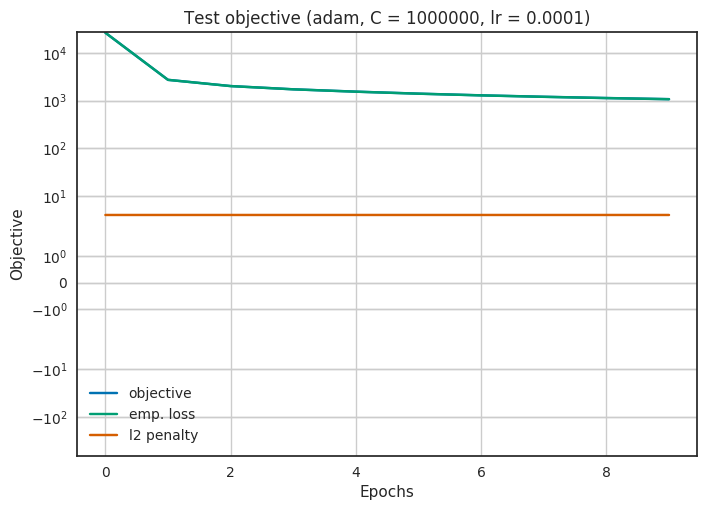 Test objective (adam, C = 1000000, lr = 0.0001)
Objective
10⁴
10³
10²
10¹
10⁰
0
−10⁰
−10¹
−10²
objective
emp. loss
l2 penalty
0 2 4 6 8
Epochs